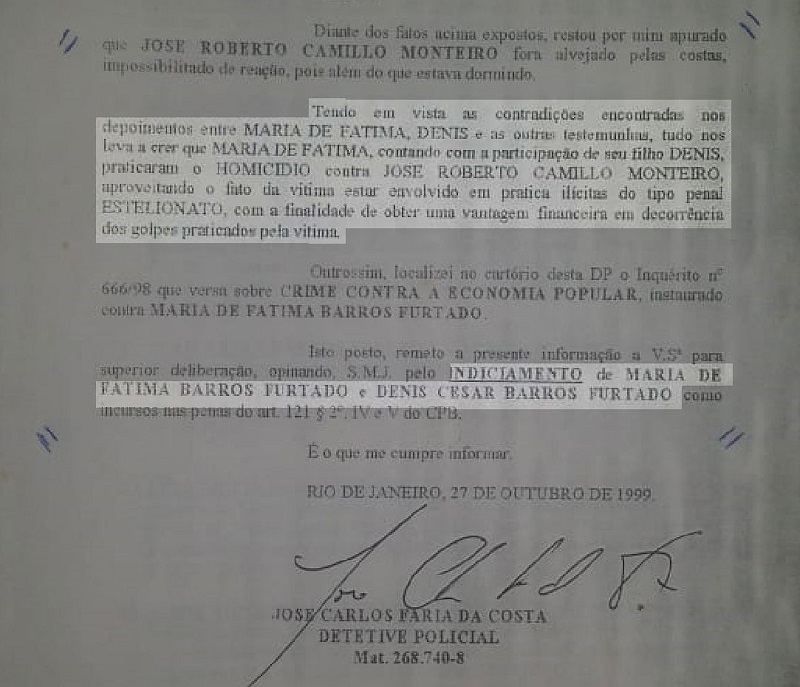 Diante dos fatos acima expostos, restou por mim apurado
que JOSE ROBERTO CAMILLO MONTEIRO fora alvejado pelas costas,
impossibilitado de reação, pois além do que estava dormindo.
Tendo em vista as contradições encontradas nos
depoimentos entre MARIA DE FATIMA, DENIS e as outras testemunhas, tudo nos
leva a crer que MARIA DE FATIMA, contando com a participação de seu filho DENIS,
praticaram o HOMICIDIO contra JOSE ROBERTO CAMILLO MONTEIRO,
aproveitando o fato da vitima estar envolvido em pratica ilícitas do tipo penal
ESTELIONATO, com a finalidade de obter uma vantagem financeira em decorrência
dos golpes praticados pela vitima.
Outrossim, localizei no cartório desta DP o Inquérito nº
666/98 que versa sobre CRIME CONTRA A ECONOMIA POPULAR, instaurado
contra MARIA DE FATIMA BARROS FURTADO.
Isto posto, remeto a presente informação a V.Sª para
superior deliberação, opinando, S.M.J. pelo INDICIAMENTO de MARIA DE
FATIMA BARROS FURTADO e DENIS CESAR BARROS FURTADO como
incursos nas penas do art. 121 § 2º, IV e V do CPB.
É o que me cumpre informar.
RIO DE JANEIRO, 27 DE OUTUBRO DE 1999.
JOSE CARLOS FARIA DA COSTA
DETETIVE POLICIAL
Mat. 268.740-8